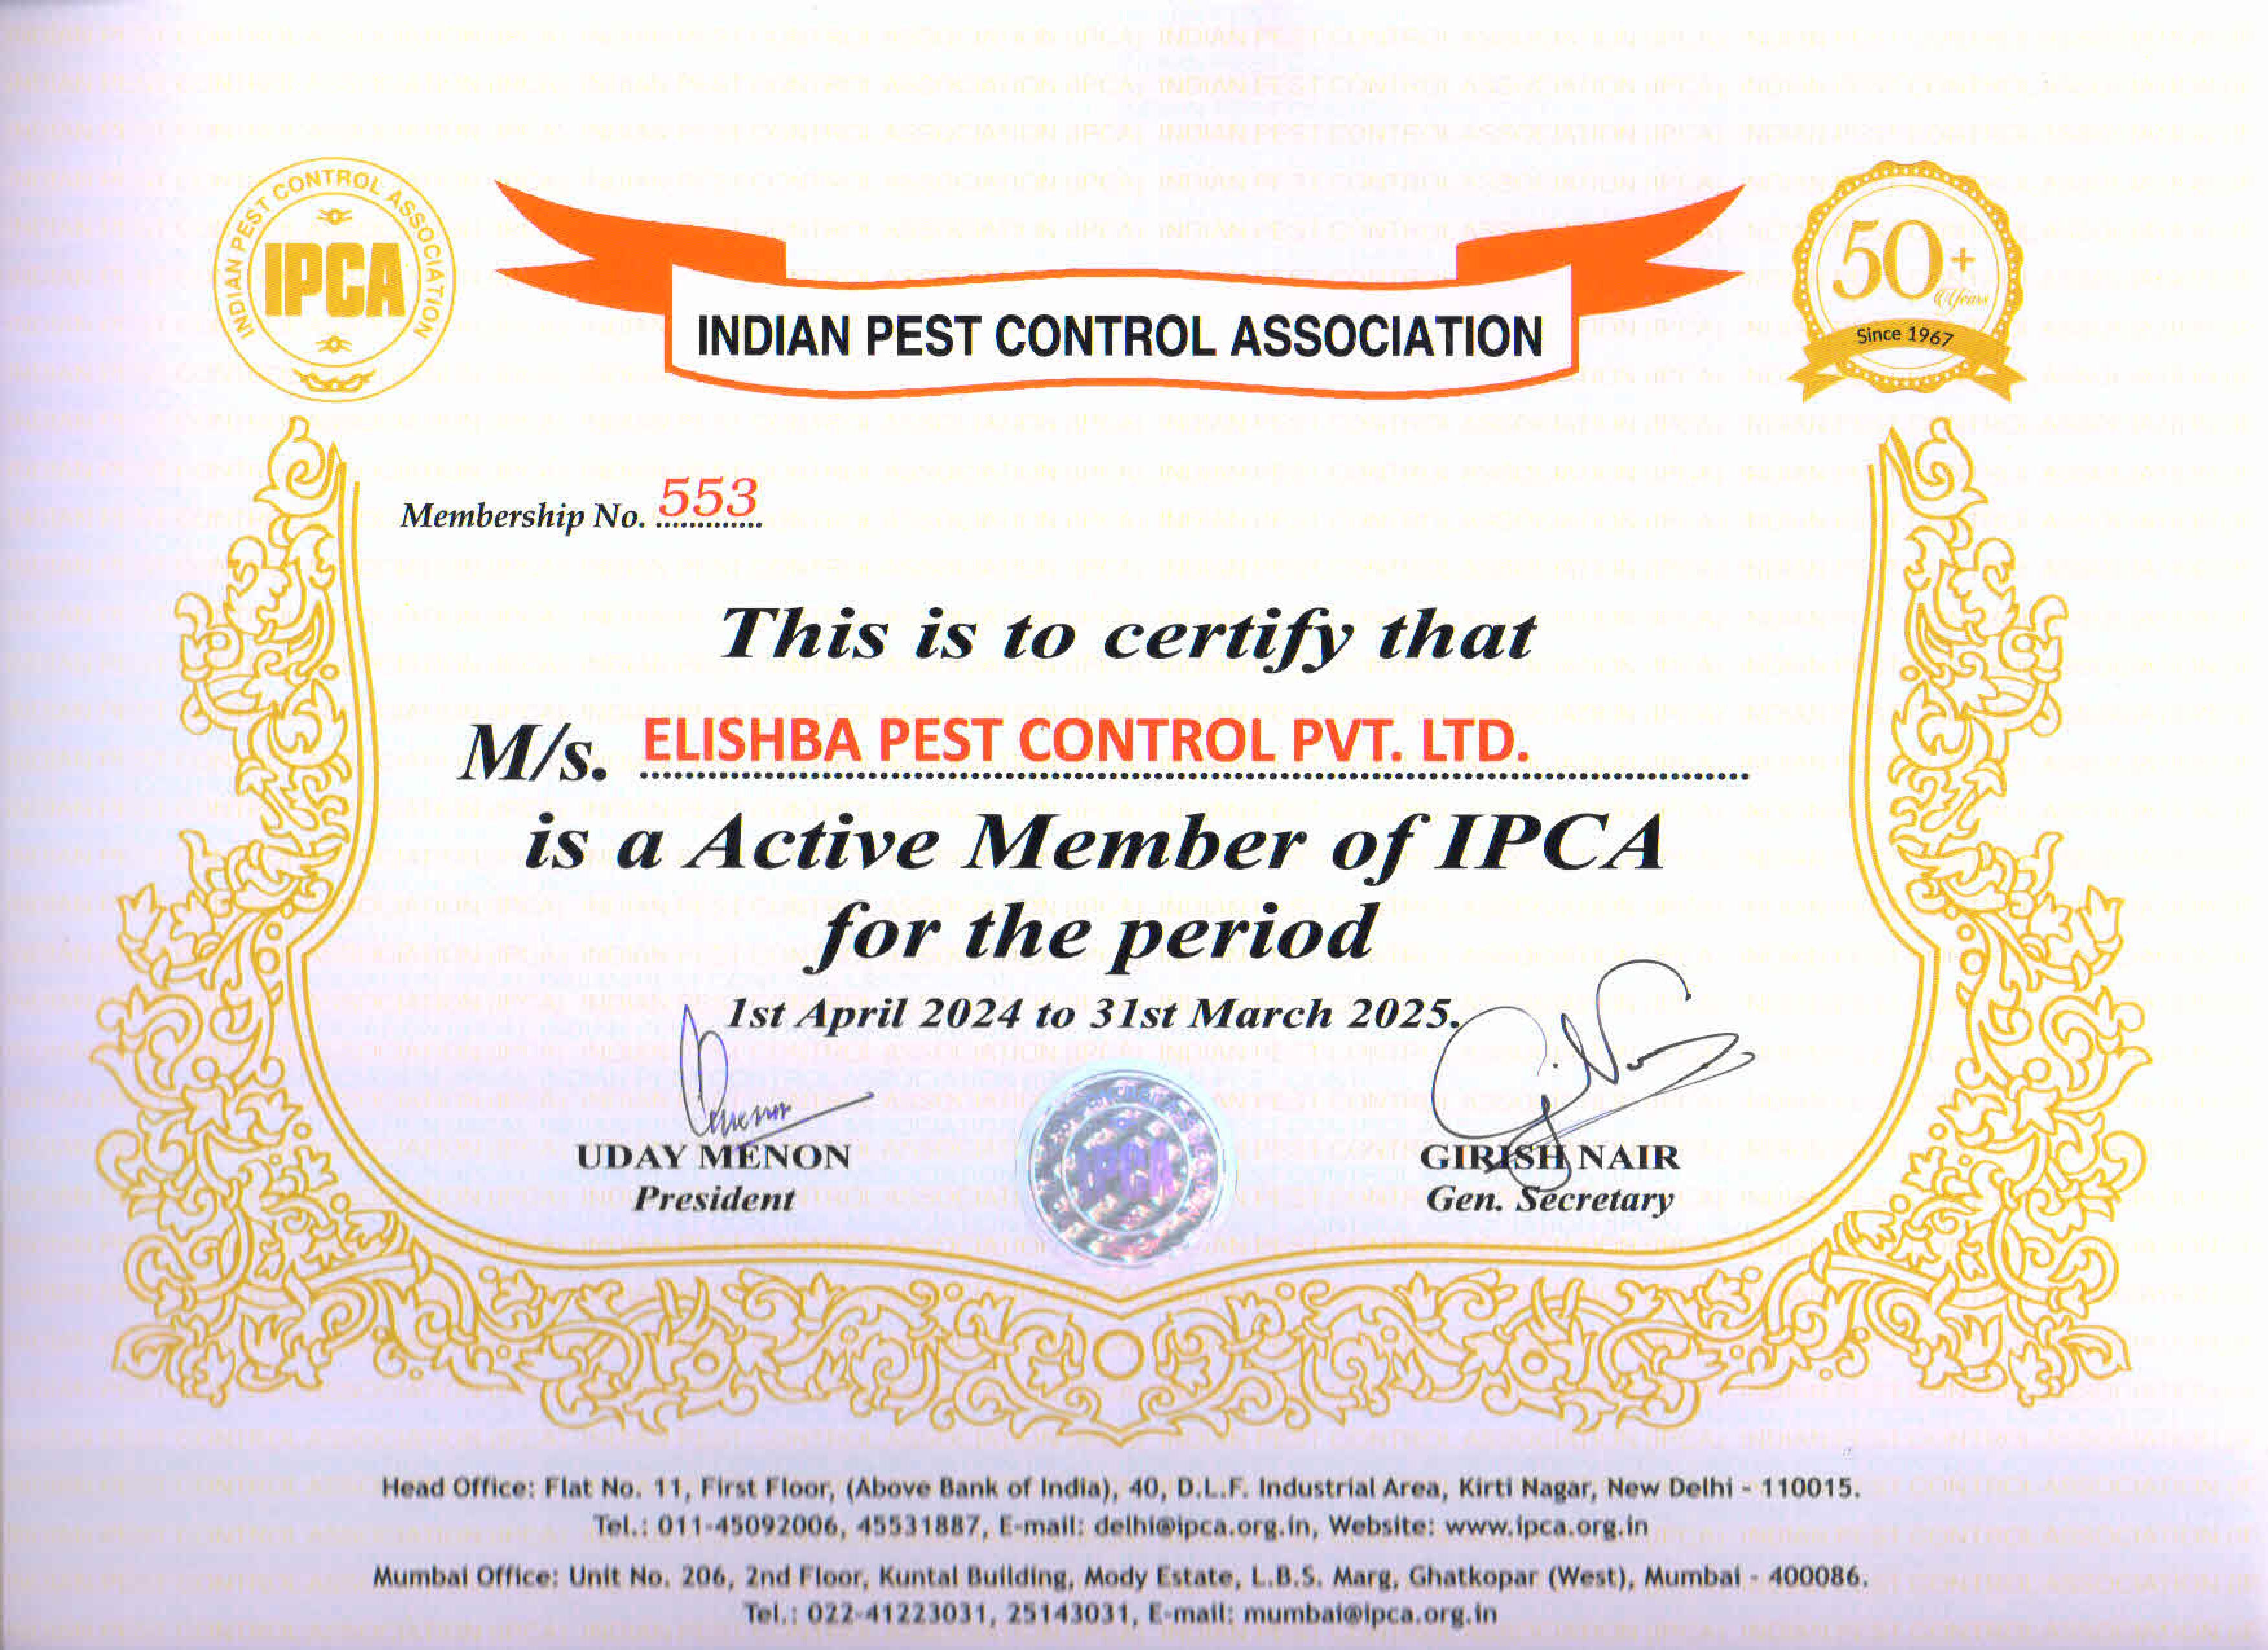 INDIAN PEST CONTROL ASSOCIATION
IPCA
INDIAN PEST CONTROL ASSOCIATION
50+
Years
Since 1967
Membership No. 553
This is to certify that
M/s. ELISHBA PEST CONTROL PVT. LTD.
is a Active Member of IPCA
for the period
1st April 2024 to 31st March 2025.
UDAY MENON
President
GIRISH NAIR
Gen. Secretary
Head Office: Flat No. 11, First Floor, (Above Bank of India), 40, D.L.F. Industrial Area, Kirti Nagar, New Delhi - 110015.
Tel.: 011-45092006, 45531887, E-mail: delhi@ipca.org.in, Website: www.ipca.org.in
Mumbai Office: Unit No. 206, 2nd Floor, Kuntal Building, Mody Estate, L.B.S. Marg, Ghatkopar (West), Mumbai - 400086.
Tel.: 022-41223031, 25143031, E-mail: mumbai@ipca.org.in